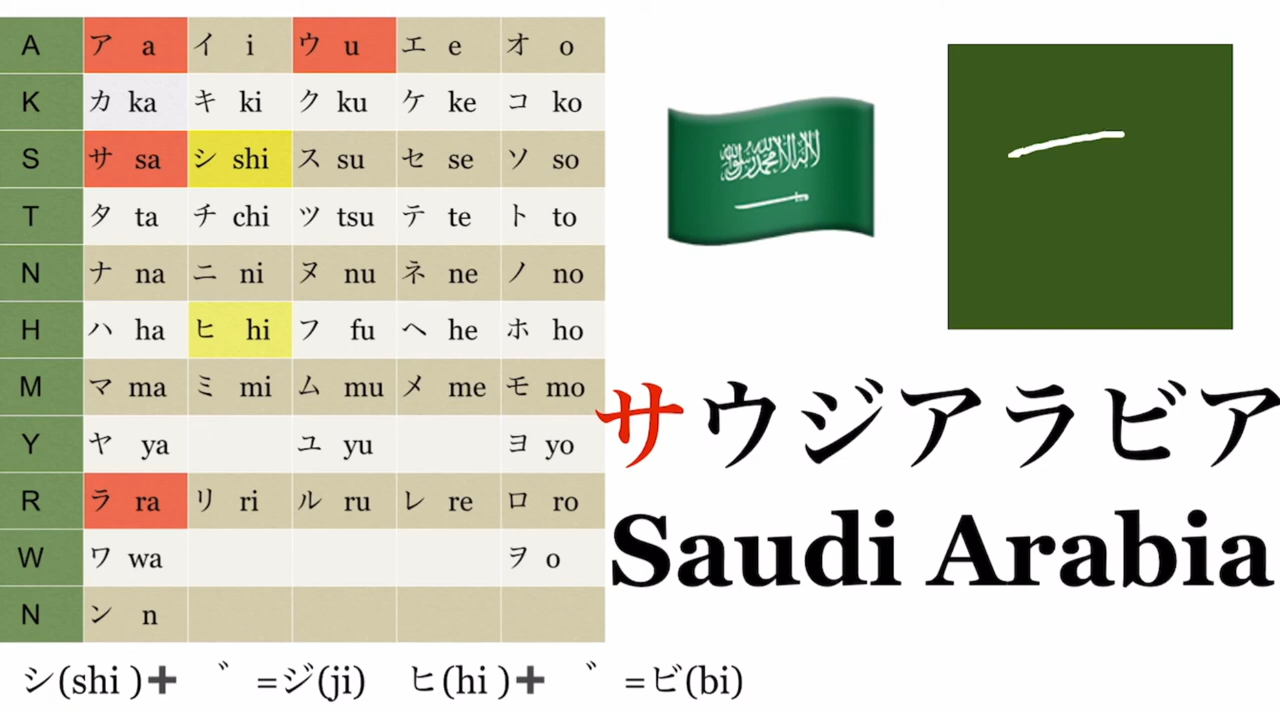 A ア a イ i ウ u エ e オ o
K カ ka キ ki ク ku ケ ke コ ko
S サ sa シ shi ス su セ se ソ so
T タ ta チ chi ツ tsu テ te ト to
N ナ na ニ ni ヌ nu ネ ne ノ no
H ハ ha ヒ hi フ fu ヘ he ホ ho
M マ ma ミ mi ム mu メ me モ mo
Y ヤ ya ユ yu ヨ yo
R ラ ra リ ri ル ru レ re ロ ro
W ワ wa ヲ o
N ン n
サウジアラビア
Saudi Arabia
シ(shi )➕ ゛ =ジ(ji) ヒ(hi )➕ ゛ =ビ(bi)